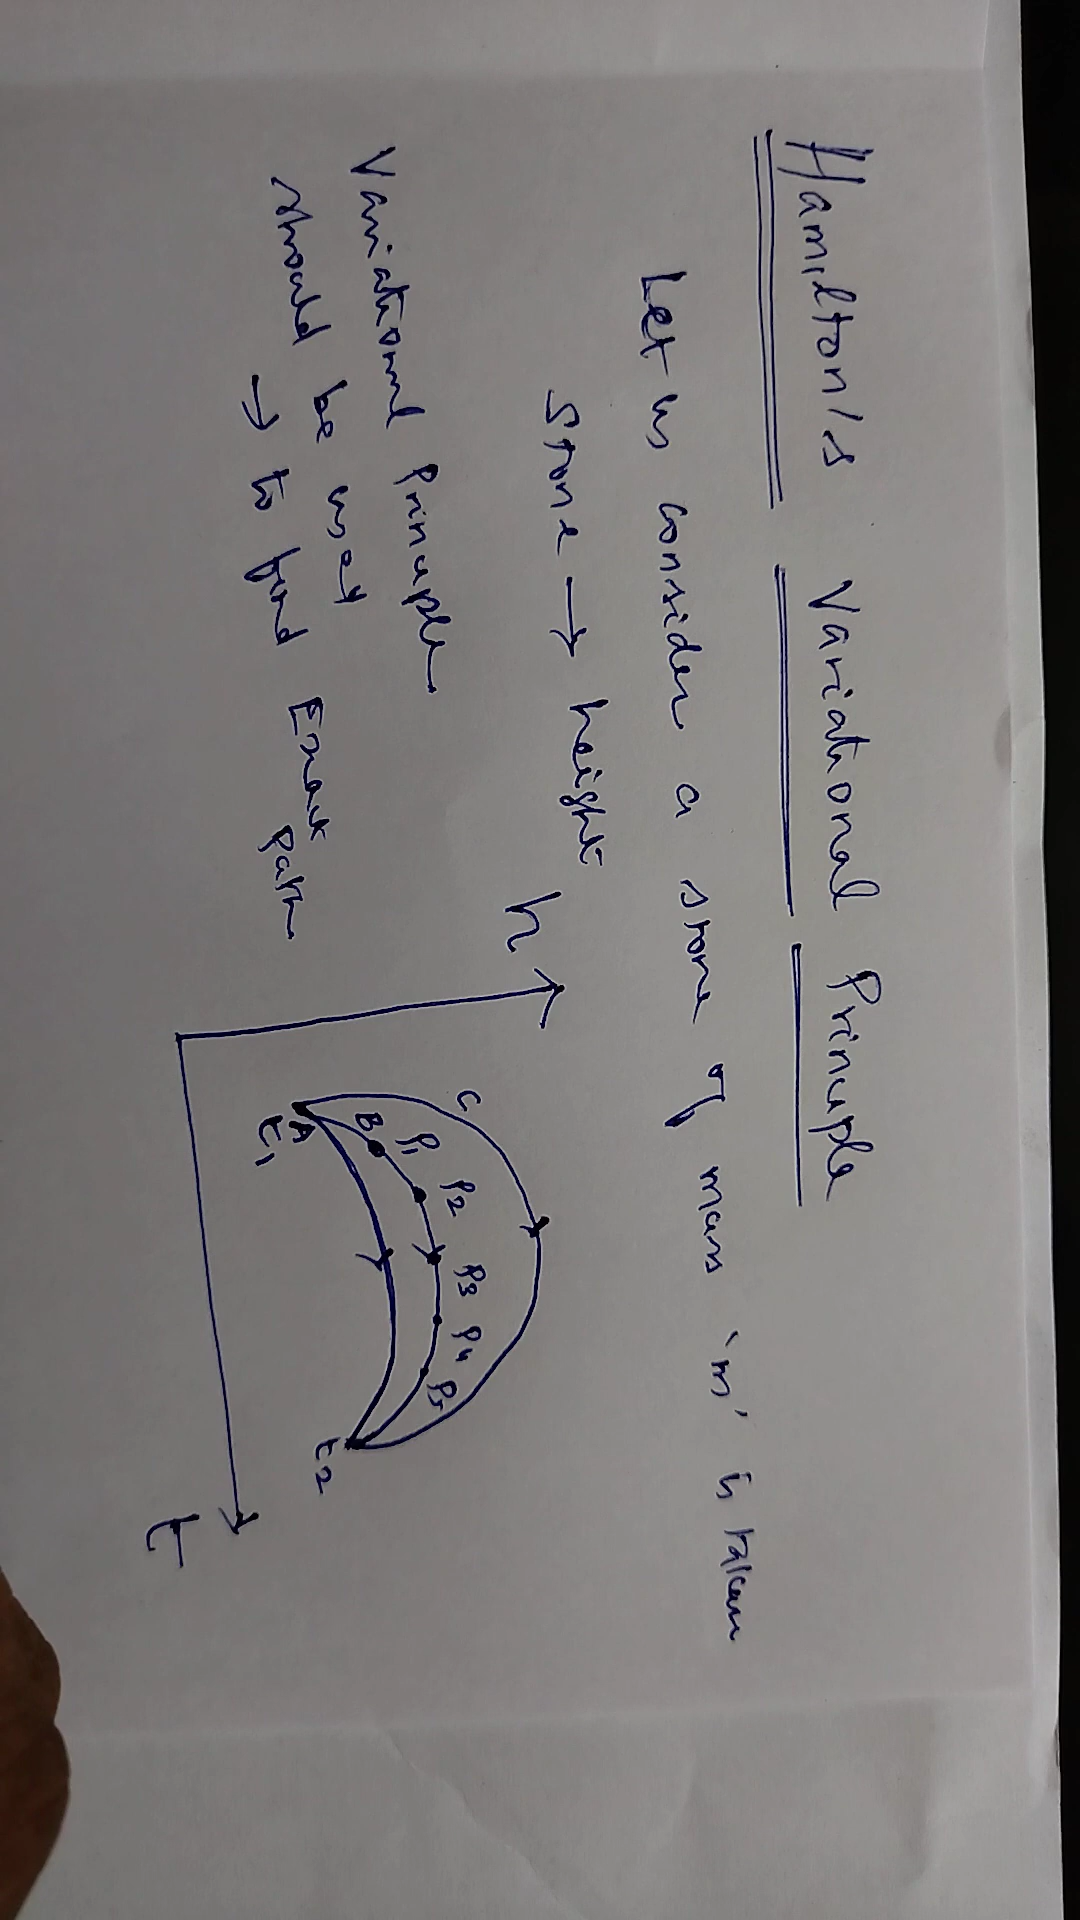 Hamilton's Variational Principle
Let us consider a stone of mass 'm' is taken
Stone → height
Variational Principle
should be used
→ to find Exact Path
h
C
B
P1
P2
P3
P4
P5
A
t1
t2
t